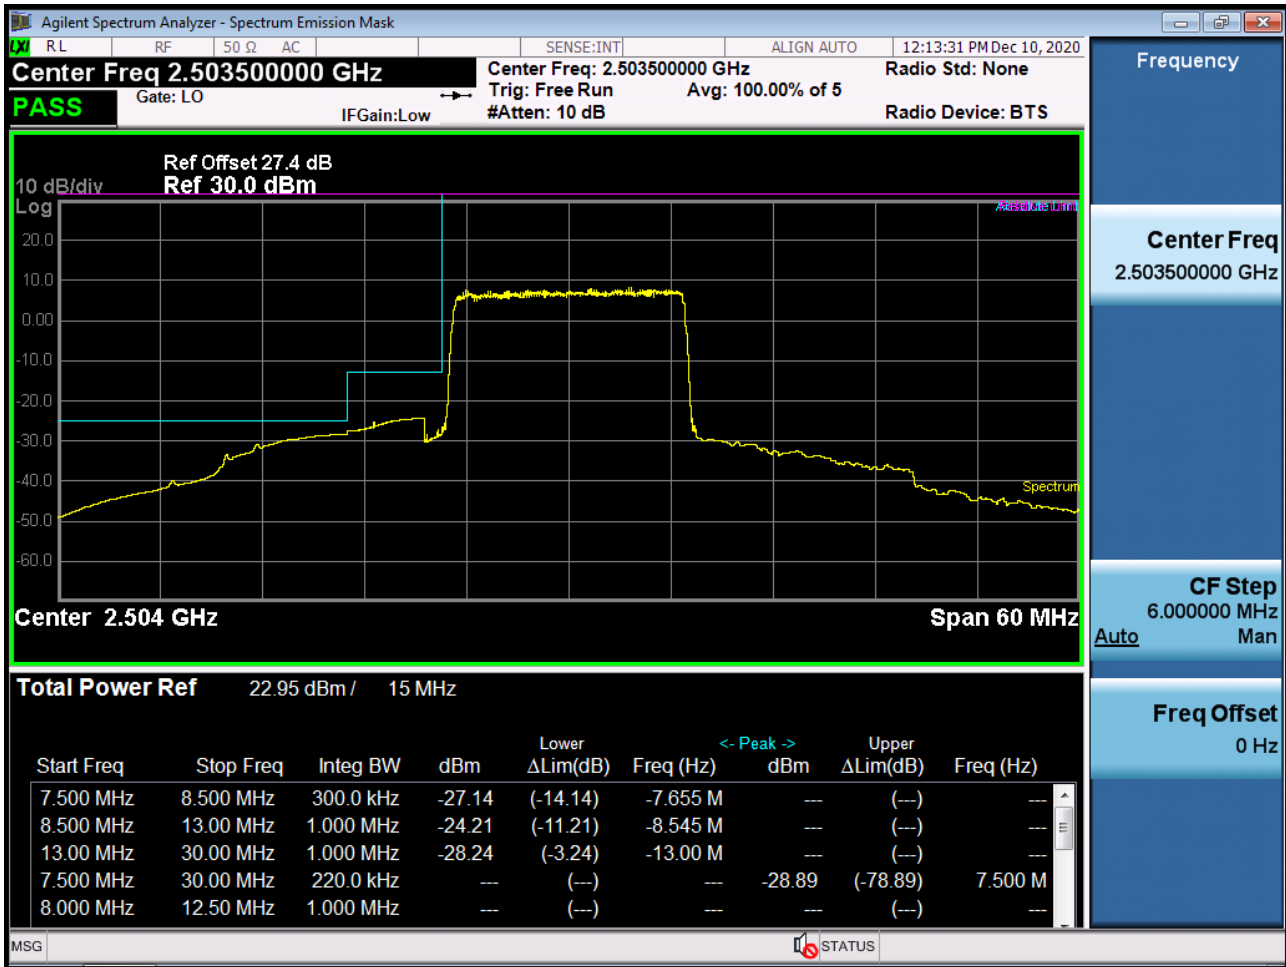 Agilent Spectrum Analyzer - Spectrum Emission Mask
LXI RL RF 50 Ω AC SENSE:INT ALIGN AUTO 12:13:31 PM Dec 10, 2020
Center Freq 2.503500000 GHz
PASS
Gate: LO
IFGain:Low
Center Freq: 2.503500000 GHz
Trig: Free Run Avg: 100.00% of 5
#Atten: 10 dB
Radio Std: None
Radio Device: BTS
Ref Offset 27.4 dB
10 dB/div Ref 30.0 dBm
Log
20.0
10.0
0.00
-10.0
-20.0
-30.0
-40.0
-50.0
-60.0
Limit
Spectrum
Center 2.504 GHz Span 60 MHz
Total Power Ref 22.95 dBm / 15 MHz
Lower <- Peak -> Upper
Start Freq Stop Freq Integ BW dBm ΔLim(dB) Freq (Hz) dBm ΔLim(dB) Freq (Hz)
7.500 MHz 8.500 MHz 300.0 kHz -27.14 (-14.14) -7.655 M --- (---) ---
8.500 MHz 13.00 MHz 1.000 MHz -24.21 (-11.21) -8.545 M --- (---) ---
13.00 MHz 30.00 MHz 1.000 MHz -28.24 (-3.24) -13.00 M --- (---) ---
7.500 MHz 30.00 MHz 220.0 kHz --- (---) --- -28.89 (-78.89) 7.500 M
8.000 MHz 12.50 MHz 1.000 MHz --- (---) --- --- (---) ---
MSG STATUS
Frequency
Center Freq
2.503500000 GHz
CF Step
6.000000 MHz
Auto Man
Freq Offset
0 Hz